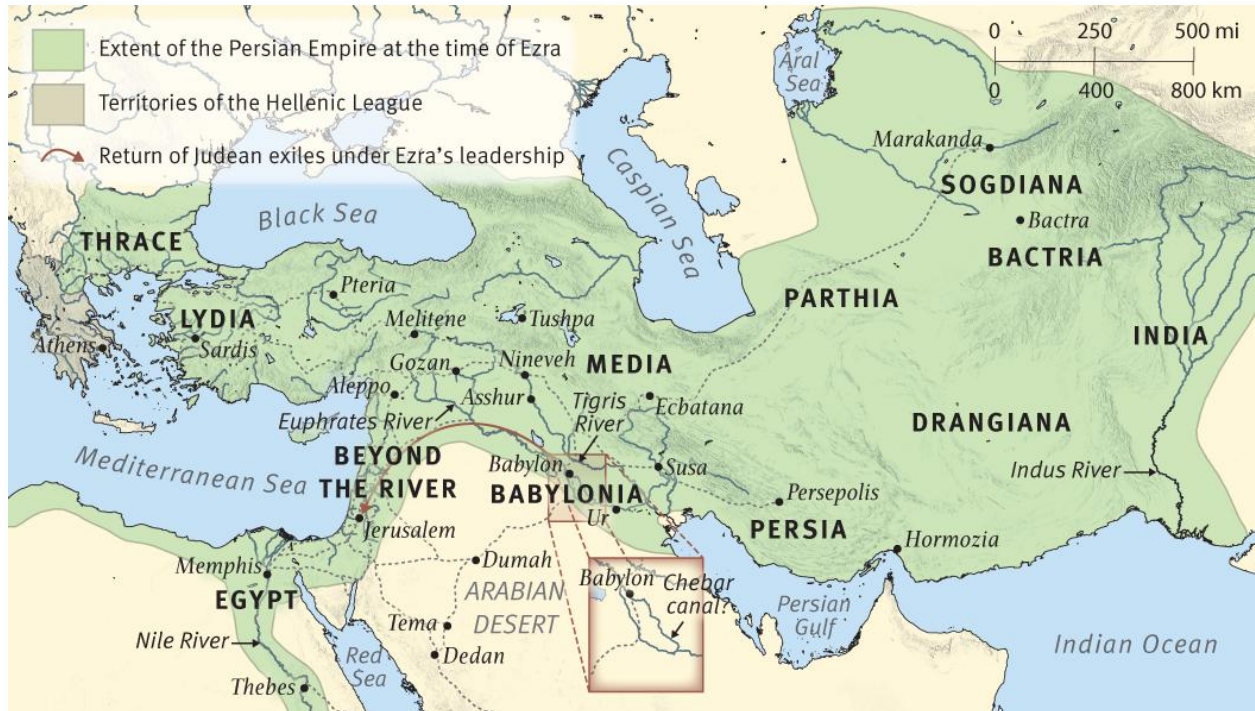 Extent of the Persian Empire at the time of Ezra
Territories of the Hellenic League
Return of Judean exiles under Ezra's leadership
0 250 500 mi
0 400 800 km
Aral
Sea
Marakanda
SOGDIANA
Bactra
BACTRIA
Caspian Sea
Black Sea
THRACE
Pteria
PARTHIA
LYDIA
Melitene
Tushpa
INDIA
Athens
Sardis
Gozan
Nineveh
MEDIA
Aleppo
Asshur
Tigris
River
Ecbatana
Euphrates River
DRANGIANA
BEYOND
THE RIVER
Mediterranean Sea
Babylon
Susa
Indus River
BABYLONIA
Persepolis
Ur
PERSIA
Jerusalem
Hormozia
Memphis
Dumah
EGYPT
ARABIAN
DESERT
Babylon
Chebar
canal?
Persian
Gulf
Tema
Nile River
Dedan
Indian Ocean
Red
Sea
Thebes